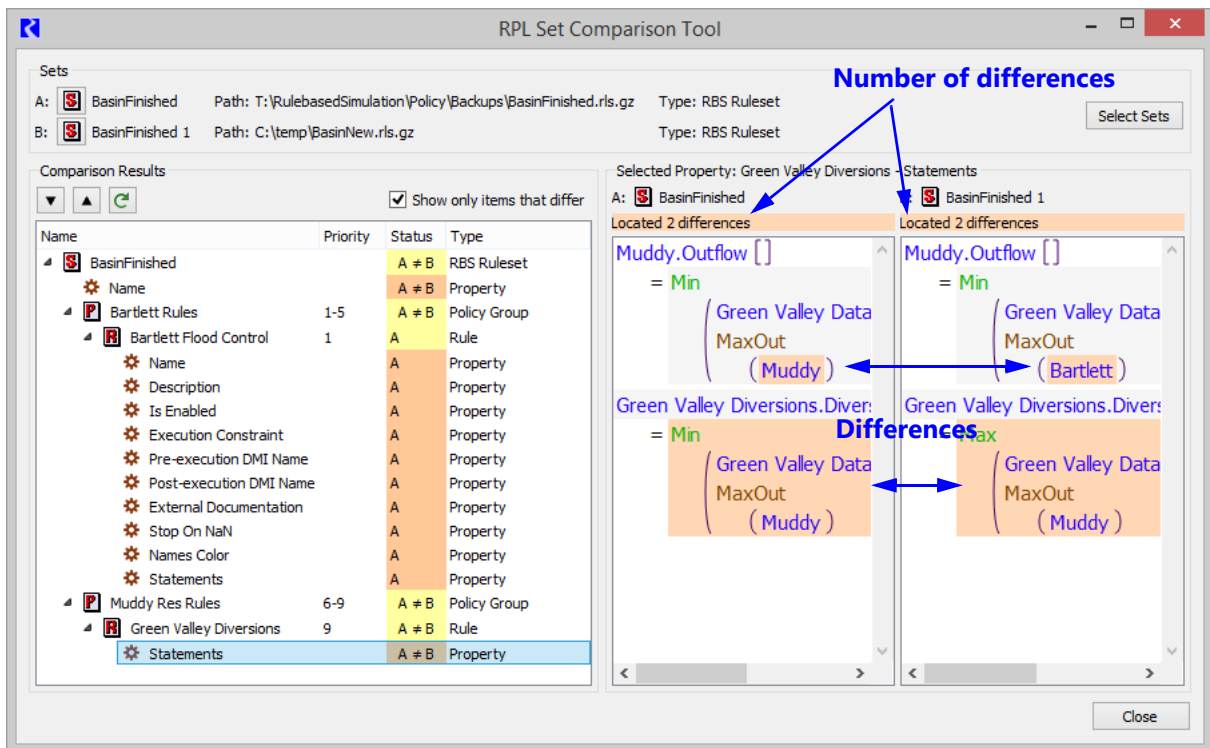 RPL Set Comparison Tool
Sets
Number of differences
A: S BasinFinished Path: T:\RulebasedSimulation\Policy\Backups\BasinFinished.rls.gz Type: RBS Ruleset
B: S BasinFinished 1 Path: C:\temp\BasinNew.rls.gz Type: RBS Ruleset
Select Sets
Comparison Results
Show only items that differ
Name Priority Status Type
S BasinFinished A ≠ B RBS Ruleset
Name A ≠ B Property
P Bartlett Rules 1-5 A ≠ B Policy Group
R Bartlett Flood Control 1 A Rule
Name A Property
Description A Property
Is Enabled A Property
Execution Constraint A Property
Pre-execution DMI Name A Property
Post-execution DMI Name A Property
External Documentation A Property
Stop On NaN A Property
Names Color A Property
Statements A Property
P Muddy Res Rules 6-9 A ≠ B Policy Group
R Green Valley Diversions 9 A ≠ B Rule
Statements A ≠ B Property
Selected Property: Green Valley Diversions - Statements
A: S BasinFinished
Located 2 differences
Muddy.Outflow []
= Min
Green Valley Data
MaxOut
( Muddy )
Green Valley Diversions.Divers
= Min
Green Valley Data
MaxOut
( Muddy )
S BasinFinished 1
Located 2 differences
Muddy.Outflow []
= Min
Green Valley Data
MaxOut
( Bartlett )
Green Valley Diversions.Divers
= Max
Green Valley Data
MaxOut
( Muddy )
Differences
Close